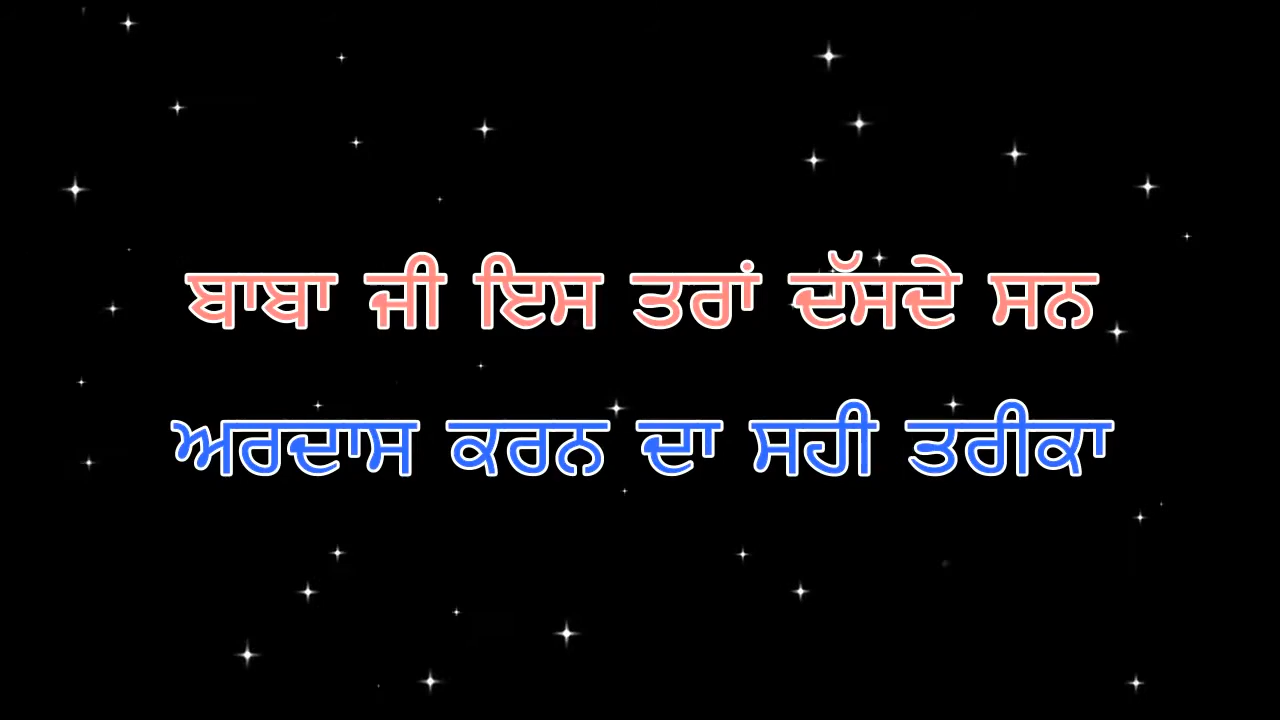 ਬਾਬਾ ਜੀ ਇਸ ਤਰਾਂ ਦੱਸਦੇ ਸਨ
ਅਰਦਾਸ ਕਰਨ ਦਾ ਸਹੀ ਤਰੀਕਾ